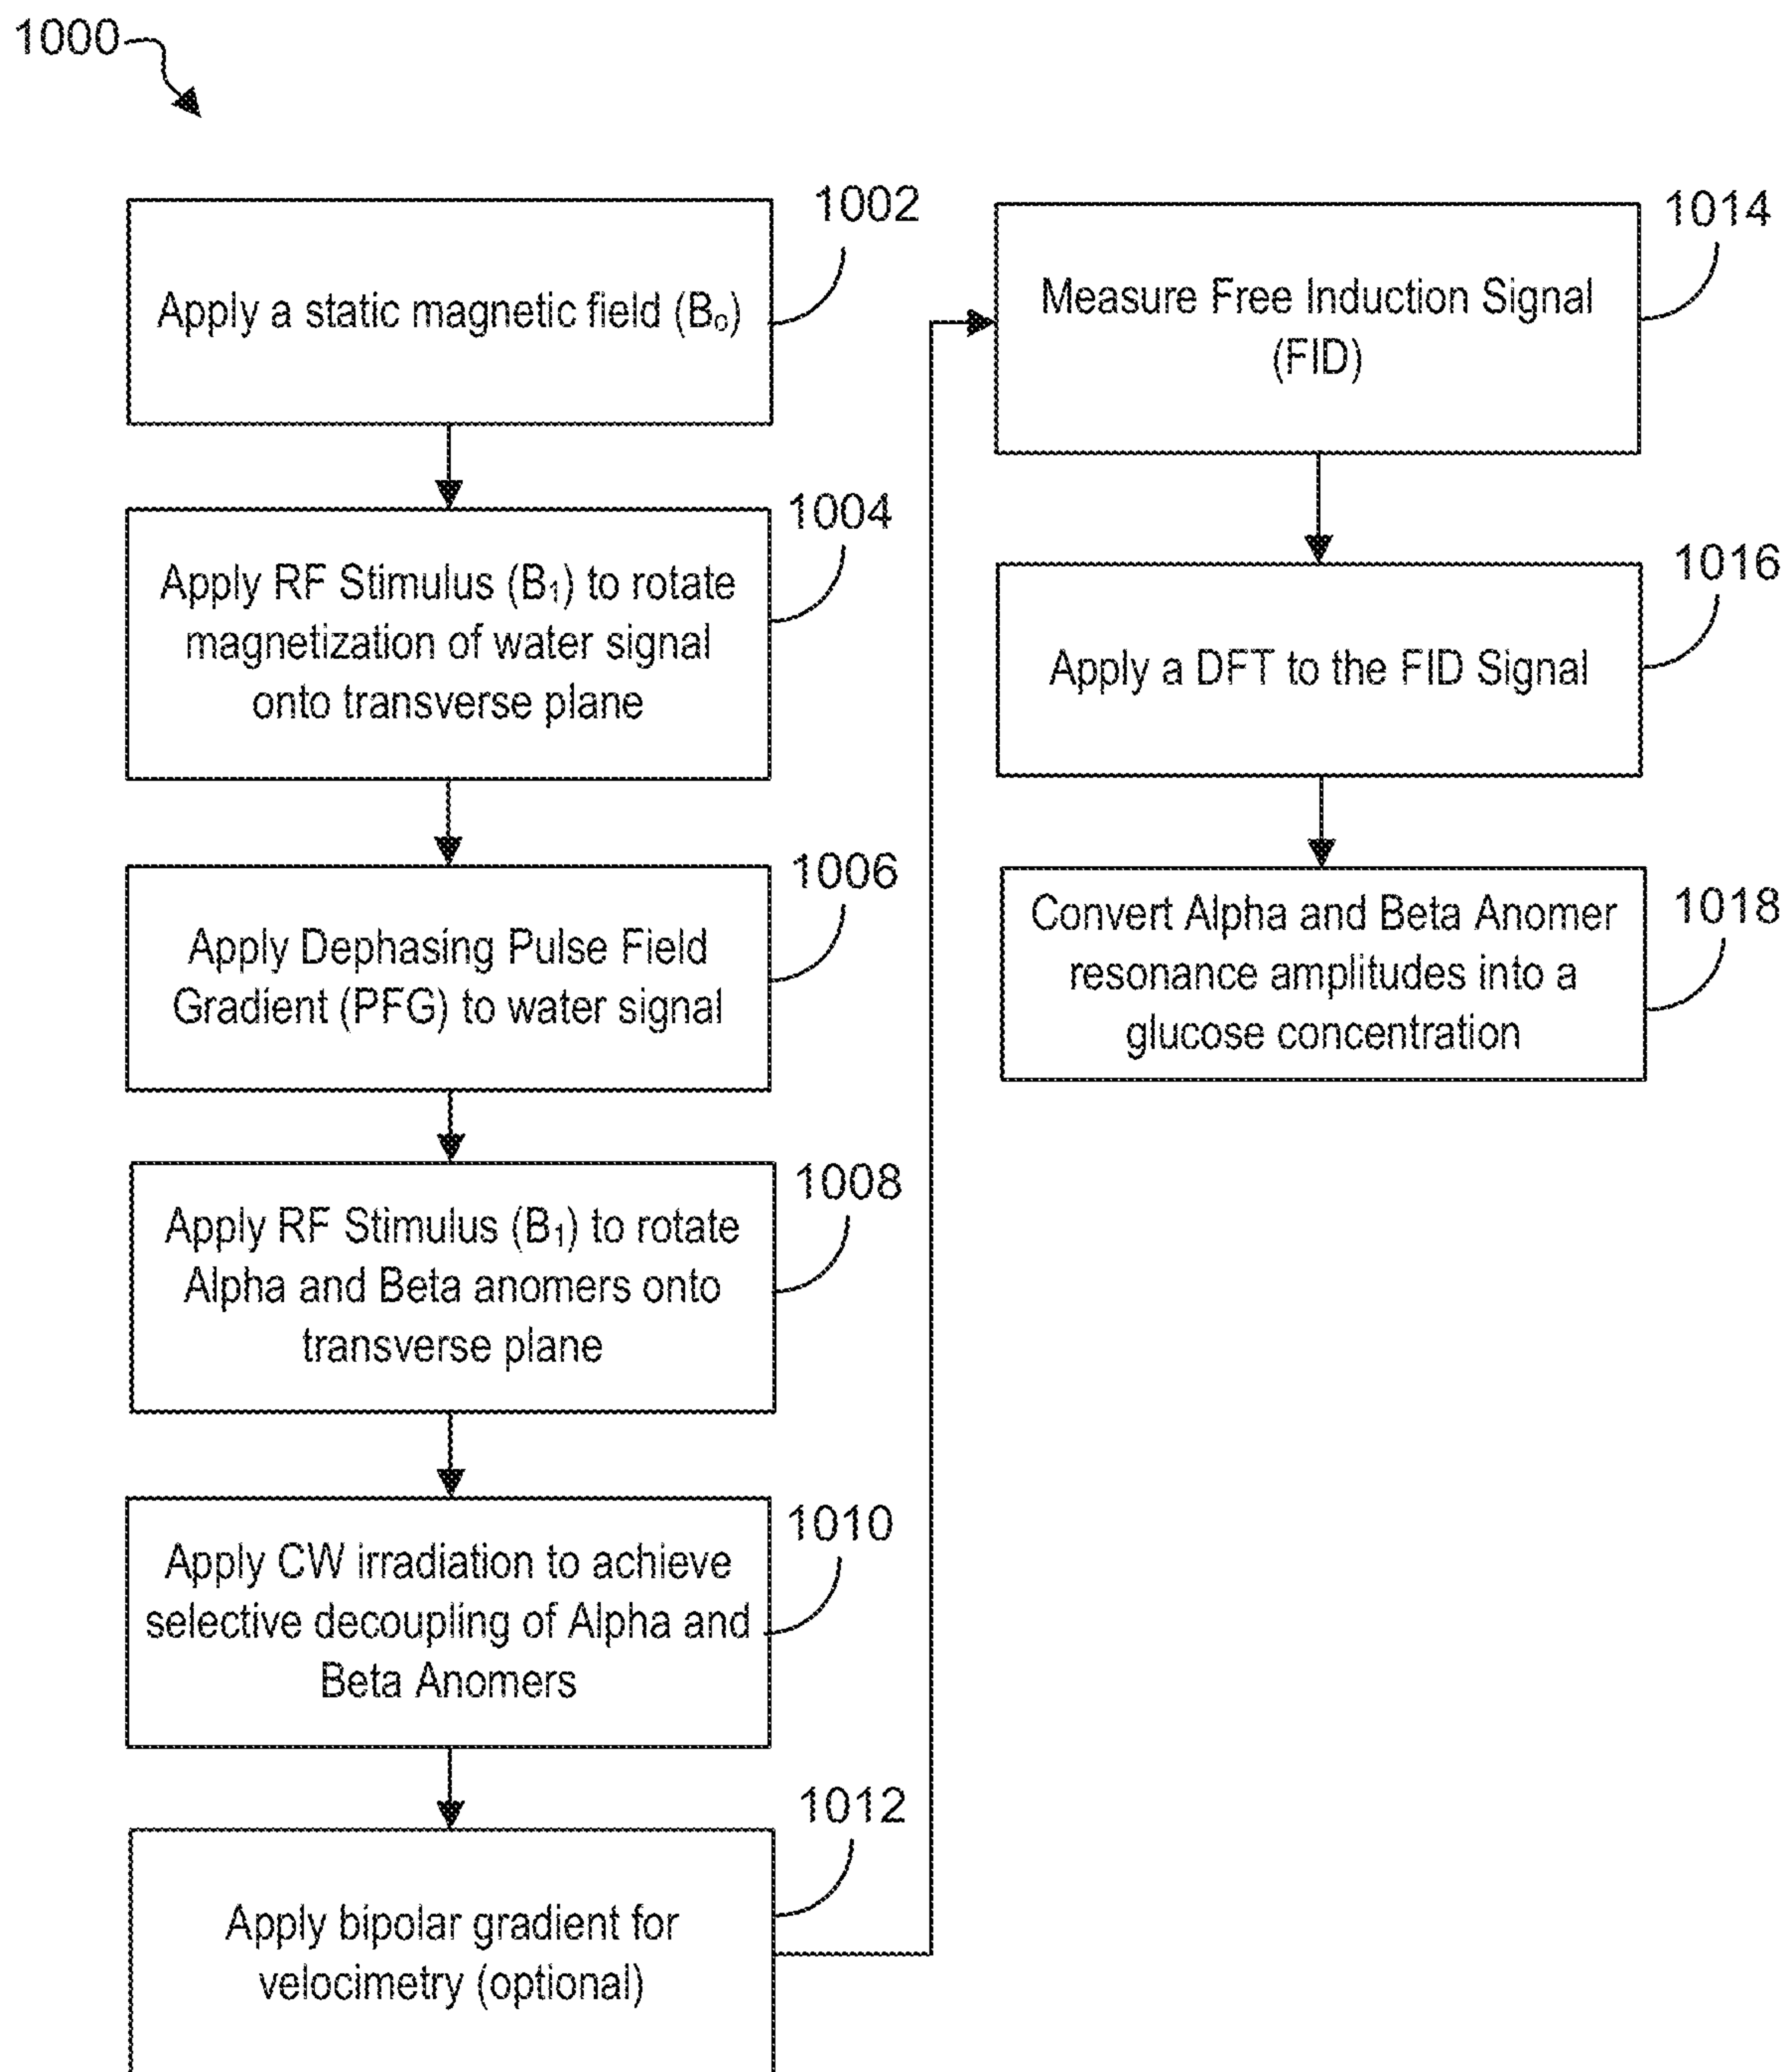 1000
1002
Apply a static magnetic field (B₀)
1004
Apply RF Stimulus (B₁) to rotate
magnetization of water signal
onto transverse plane
1006
Apply Dephasing Pulse Field
Gradient (PFG) to water signal
1008
Apply RF Stimulus (B₁) to rotate
Alpha and Beta anomers onto
transverse plane
1010
Apply CW irradiation to achieve
selective decoupling of Alpha and
Beta Anomers
1012
Apply bipolar gradient for
velocimetry (optional)
1014
Measure Free Induction Signal
(FID)
1016
Apply a DFT to the FID Signal
1018
Convert Alpha and Beta Anomer
resonance amplitudes into a
glucose concentration